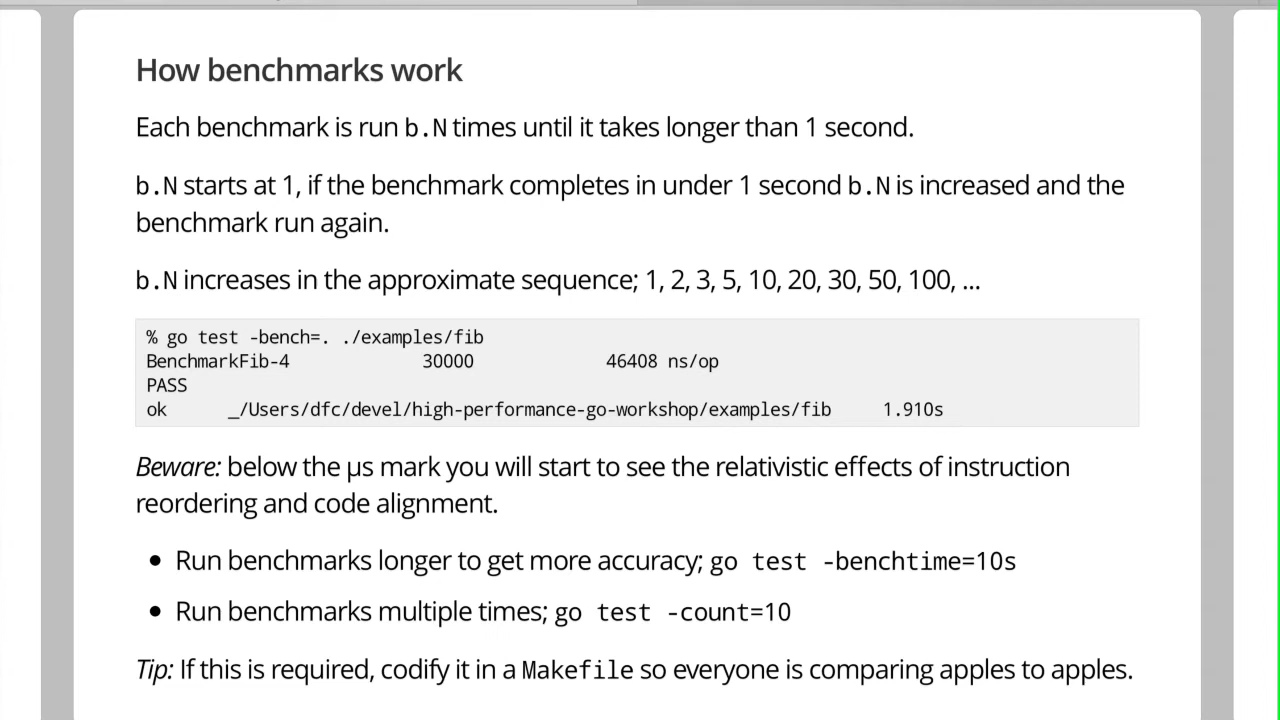 How benchmarks work
Each benchmark is run b.N times until it takes longer than 1 second.
b.N starts at 1, if the benchmark completes in under 1 second b.N is increased and the
benchmark run again.
b.N increases in the approximate sequence; 1, 2, 3, 5, 10, 20, 30, 50, 100, ...
% go test -bench=. ./examples/fib
BenchmarkFib-4 30000 46408 ns/op
PASS
ok _/Users/dfc/devel/high-performance-go-workshop/examples/fib 1.910s
Beware: below the µs mark you will start to see the relativistic effects of instruction
reordering and code alignment.
• Run benchmarks longer to get more accuracy; go test -benchtime=10s
• Run benchmarks multiple times; go test -count=10
Tip: If this is required, codify it in a Makefile so everyone is comparing apples to apples.